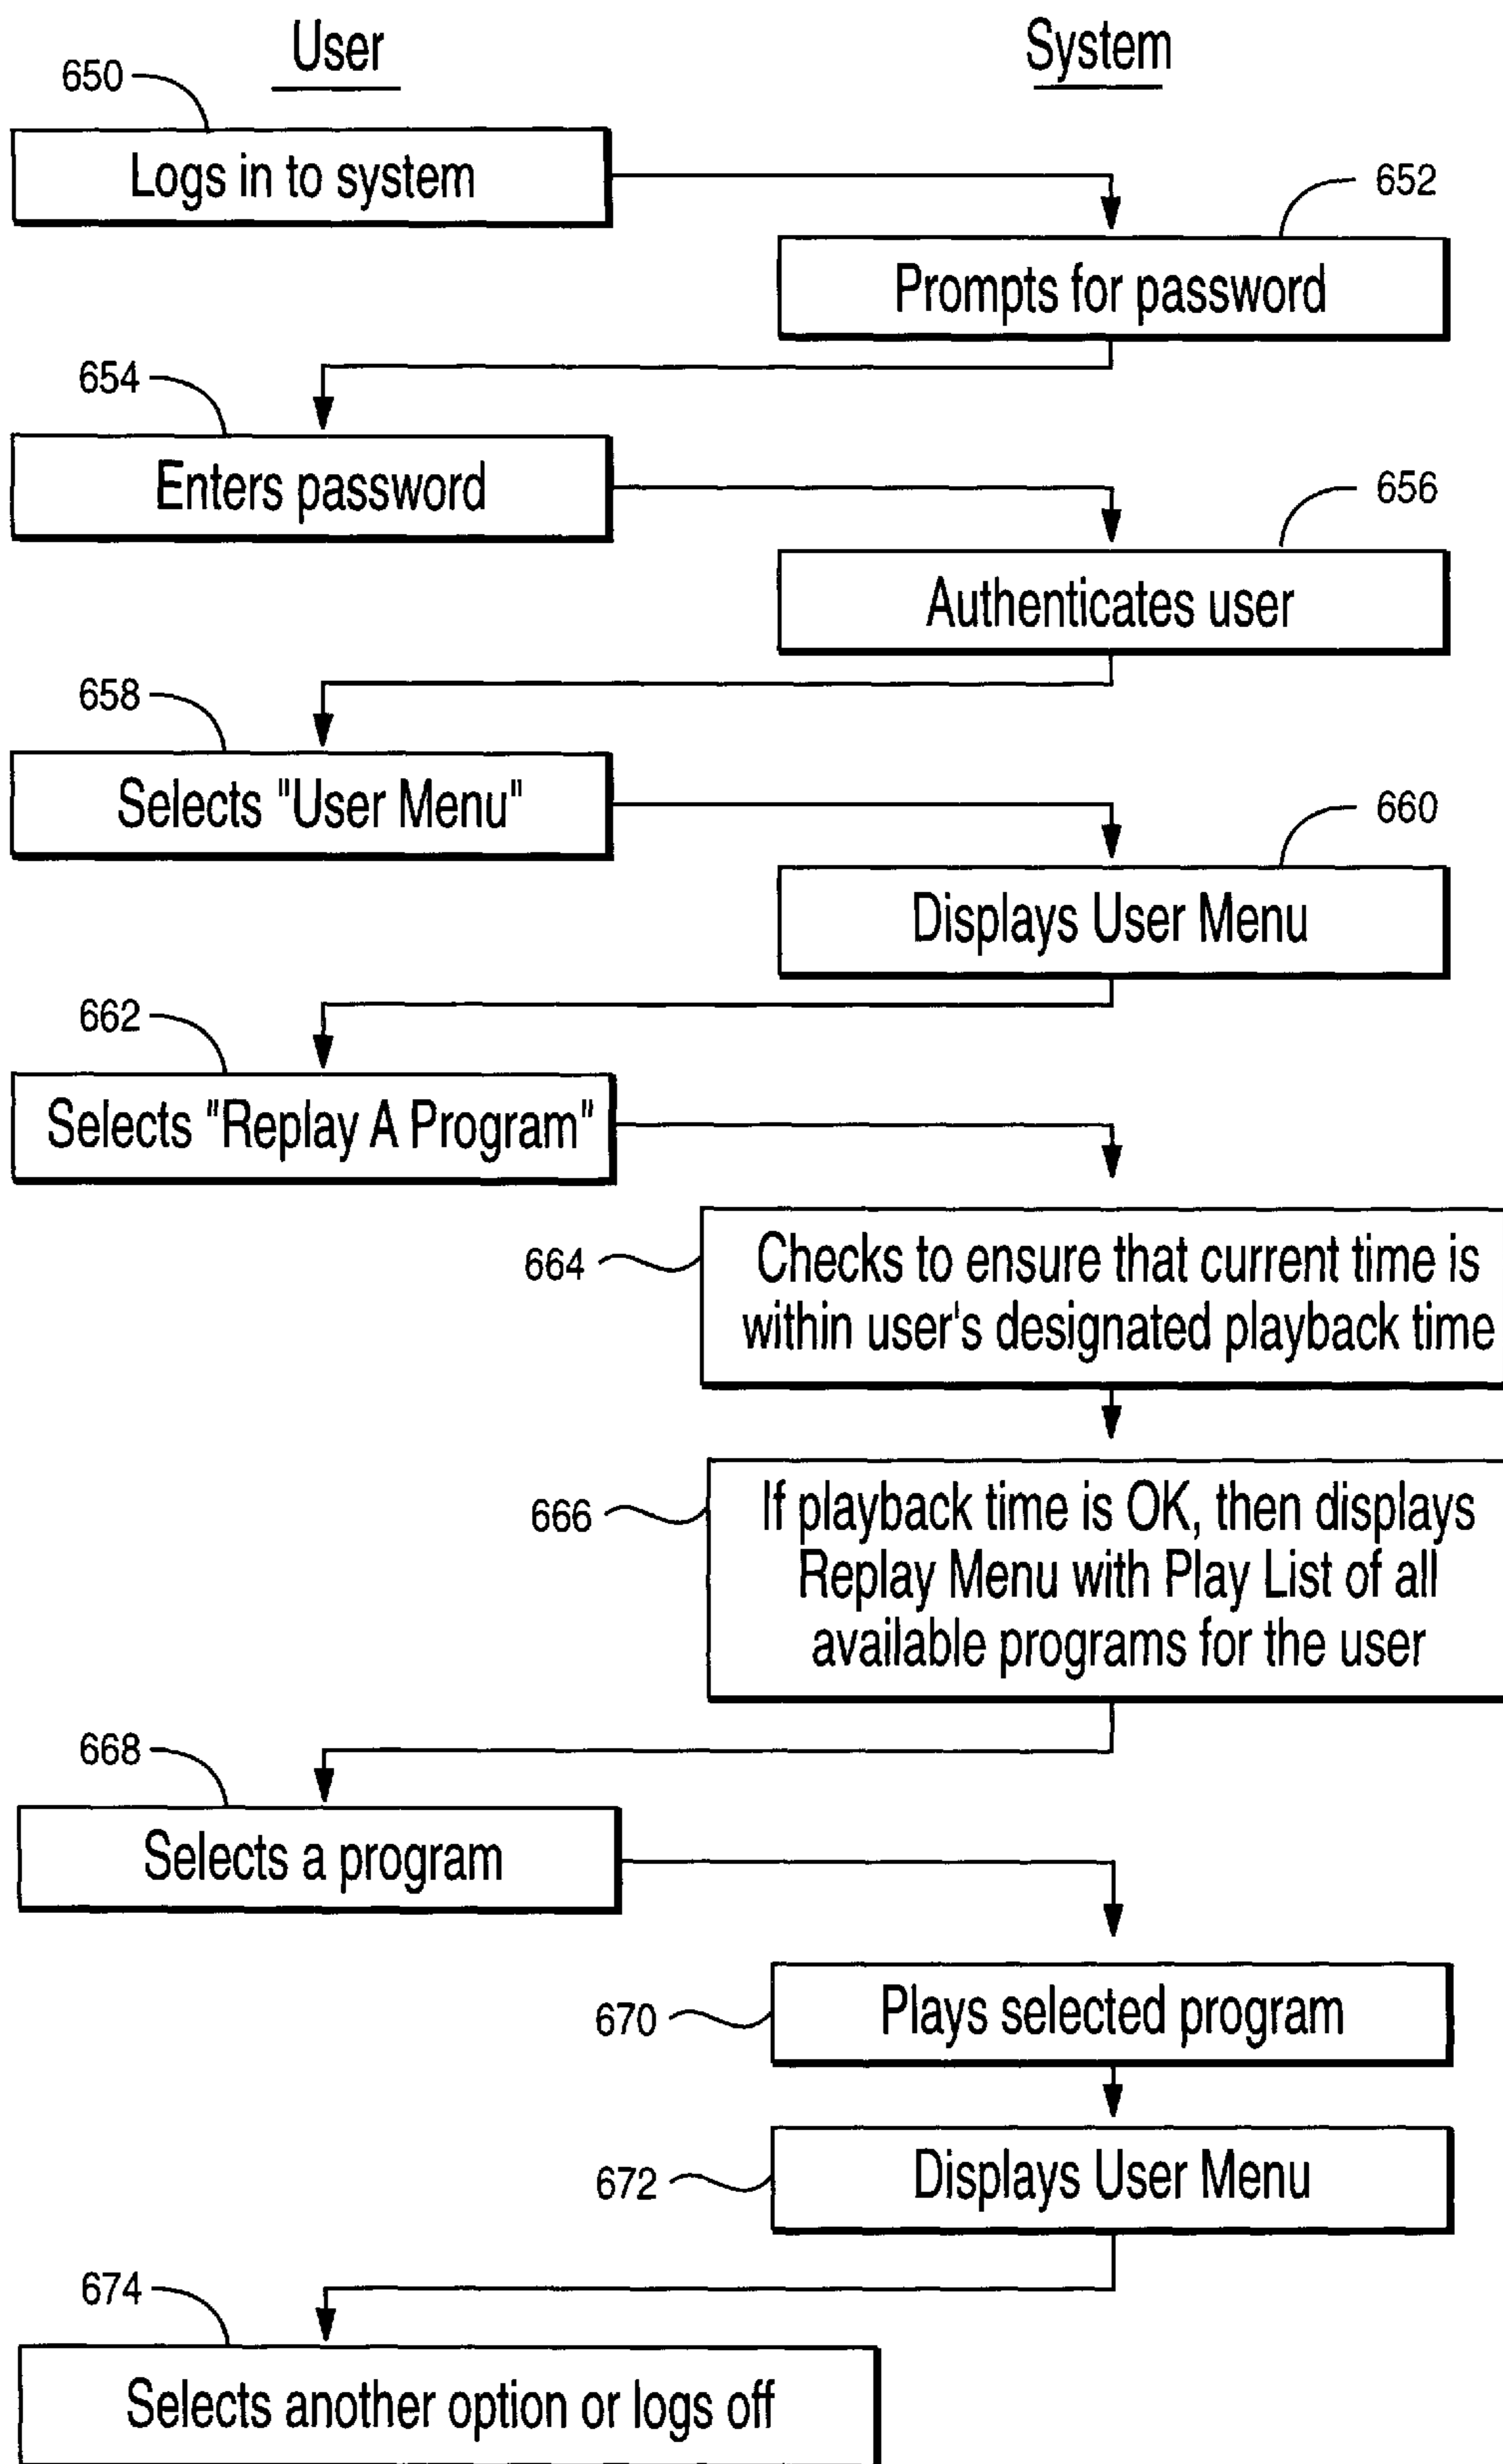 User
System
650
Logs in to system
652
Prompts for password
654
Enters password
656
Authenticates user
658
Selects "User Menu"
660
Displays User Menu
662
Selects "Replay A Program"
664
Checks to ensure that current time is
within user's designated playback time
666
If playback time is OK, then displays
Replay Menu with Play List of all
available programs for the user
668
Selects a program
670
Plays selected program
672
Displays User Menu
674
Selects another option or logs off